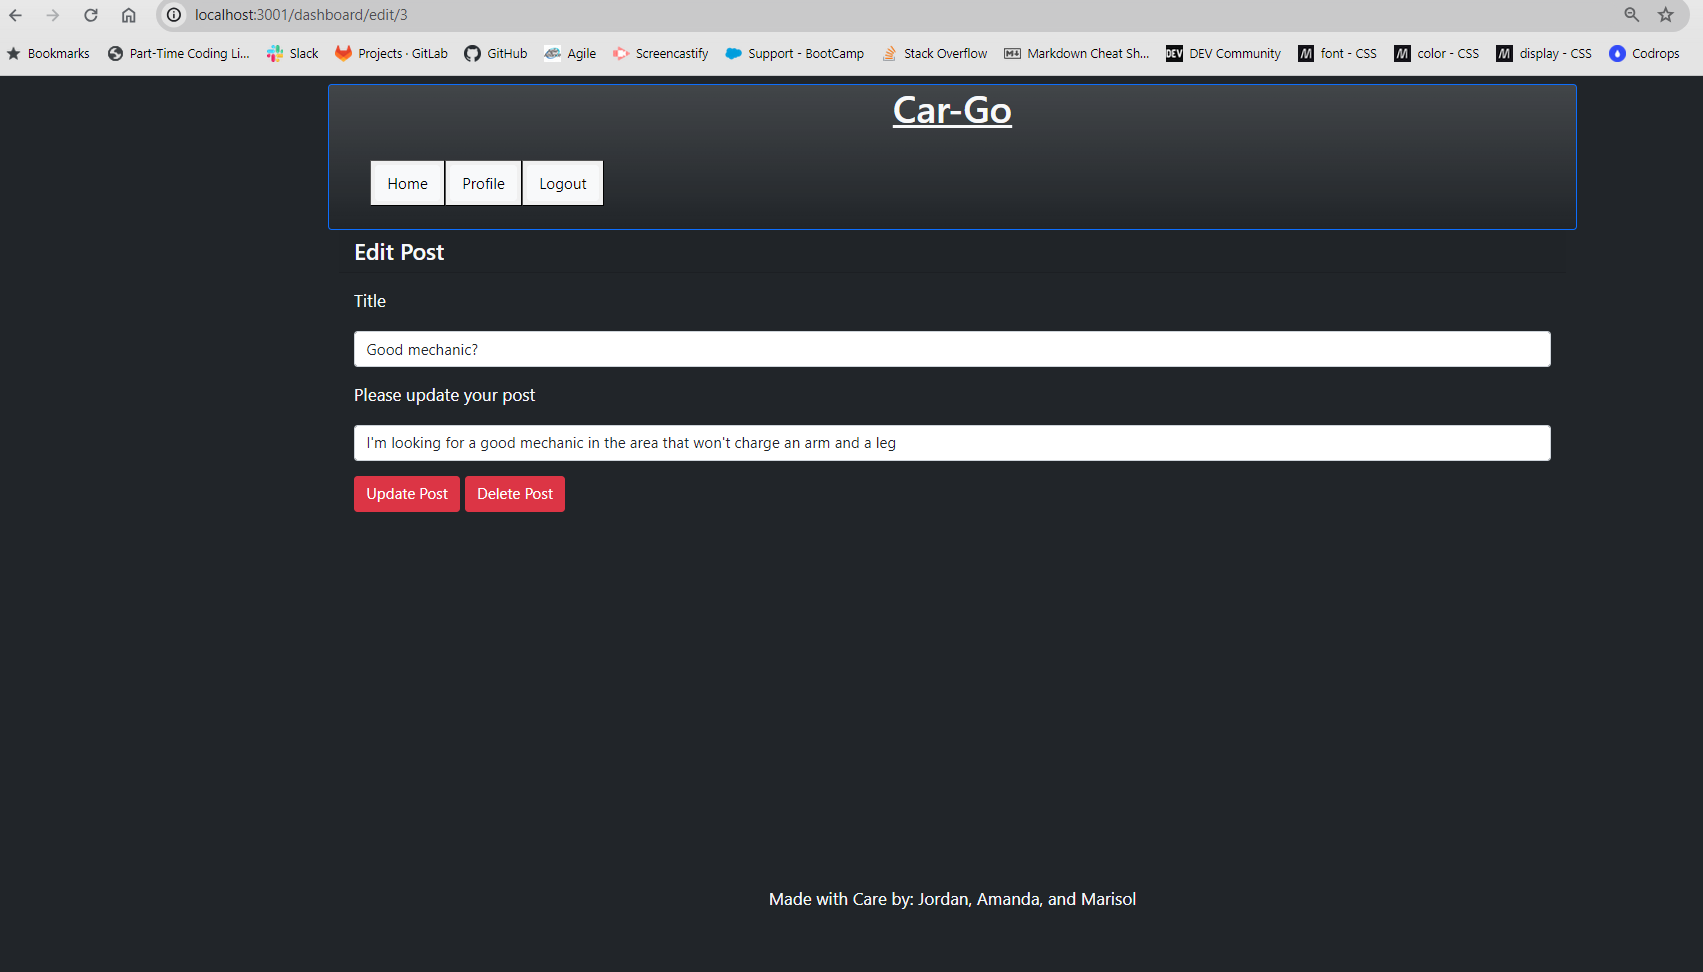 localhost:3001/dashboard/edit/3
Bookmarks Part-Time Coding Li... Slack Projects · GitLab GitHub Agile Screencastify Support - BootCamp Stack Overflow Markdown Cheat Sh... DEV DEV Community font - CSS color - CSS display - CSS Codrops
Car-Go
Home Profile Logout
Edit Post
Title
Good mechanic?
Please update your post
I'm looking for a good mechanic in the area that won't charge an arm and a leg
Update Post Delete Post
Made with Care by: Jordan, Amanda, and Marisol